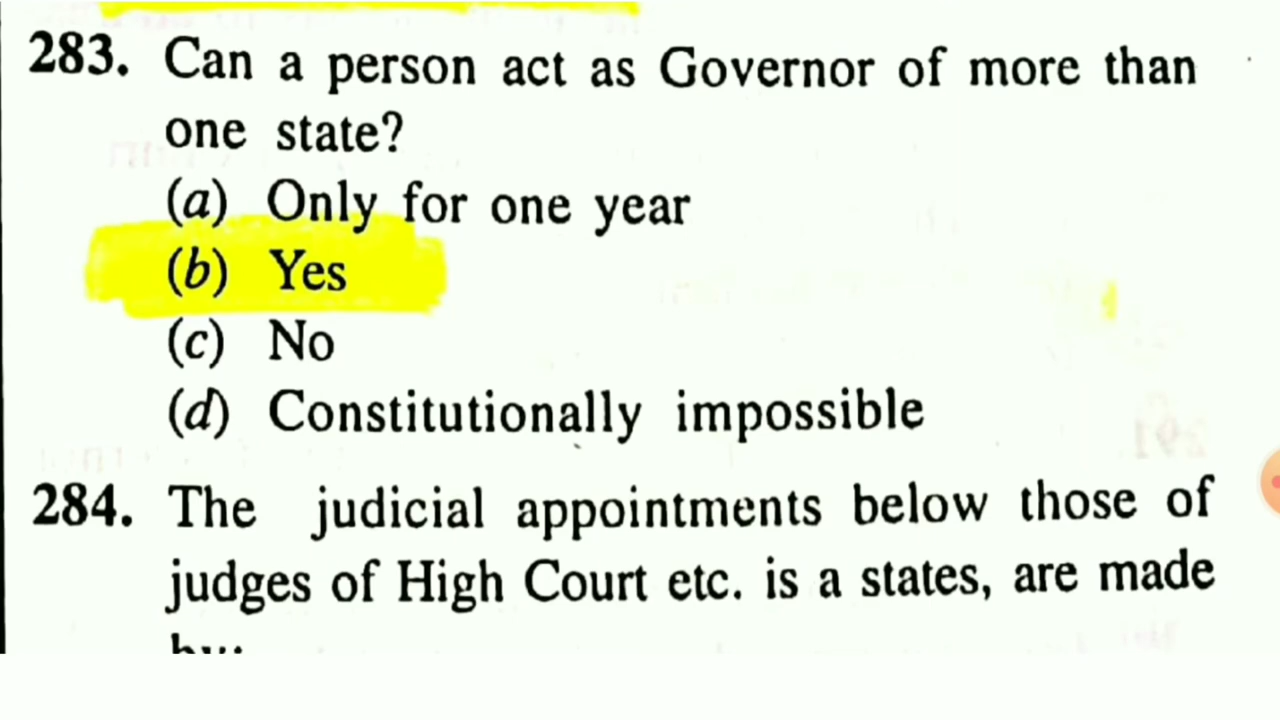 283. Can a person act as Governor of more than
one state?
(a) Only for one year
(b) Yes
(c) No
(d) Constitutionally impossible
284. The judicial appointments below those of
judges of High Court etc. is a states, are made